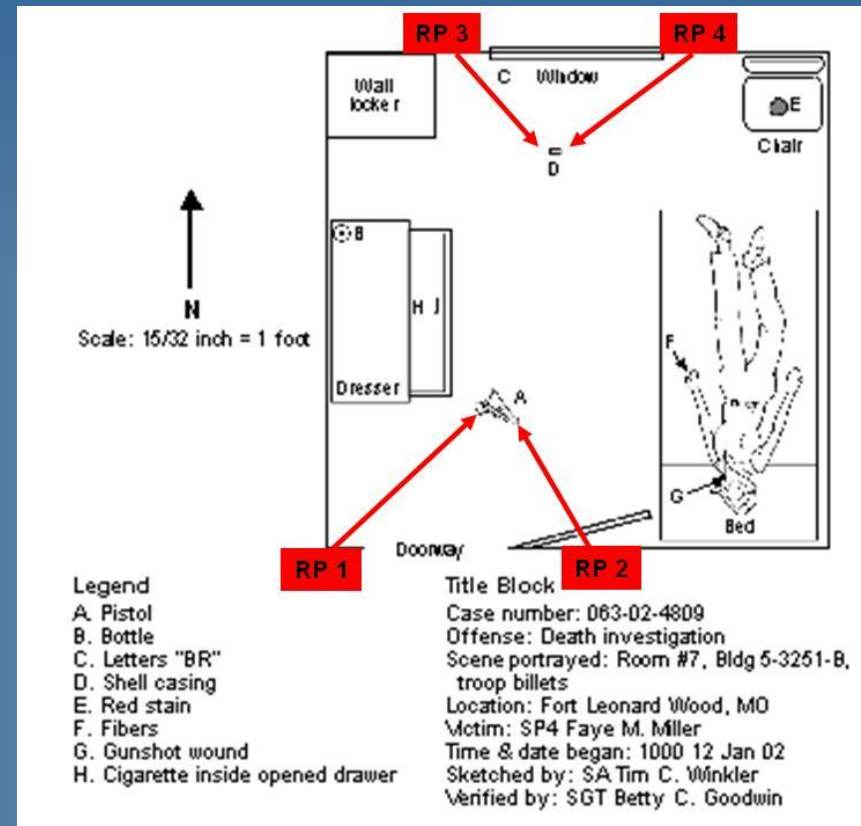 RP 3
RP 4
Wall
locker
C
Window
E
Chair
D
B
N
Scale: 15/32 inch = 1 foot
H J
Dresser
A
F
G
Bed
Doorway
RP 1
RP 2
Legend
A. Pistol
B. Bottle
C. Letters "BR"
D. Shell casing
E. Red stain
F. Fibers
G. Gunshot wound
H. Cigarette inside opened drawer
Title Block
Case number: 063-02-4809
Offense: Death investigation
Scene portrayed: Room #7, Bldg 5-3251-B,
troop billets
Location: Fort Leonard Wood, MO
Victim: SP4 Faye M. Miller
Time & date began: 1000 12 Jan 02
Sketched by: SA Tim C. Winkler
Verified by: SGT Betty C. Goodwin